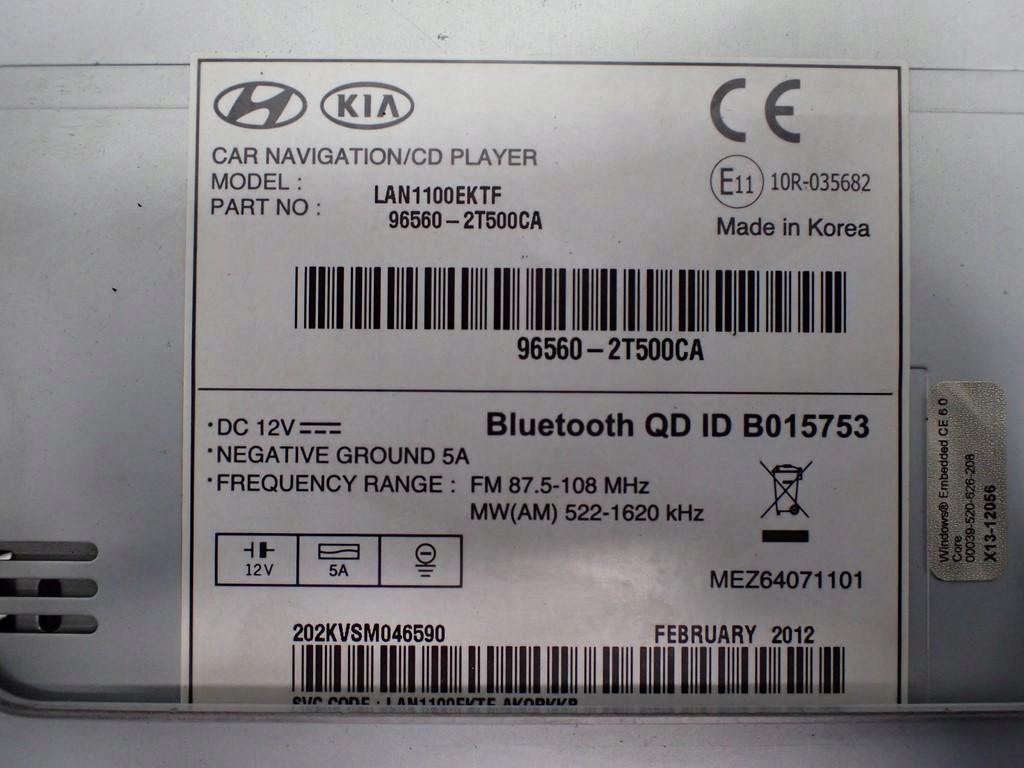 KIA
CE
CAR NAVIGATION/CD PLAYER
MODEL : LAN1100EKTF
PART NO : 96560-2T500CA
E11 10R-035682
Made in Korea
96560-2T500CA
•DC 12V
•NEGATIVE GROUND 5A
•FREQUENCY RANGE : FM 87.5-108 MHz
MW(AM) 522-1620 kHz
Bluetooth QD ID B015753
12V
5A
MEZ64071101
202KVSM046590
FEBRUARY 2012
SVC CODE : LAN1100EKTF
Windows® Embedded CE 6.0
Core
00039-520-626-208
X13-12056